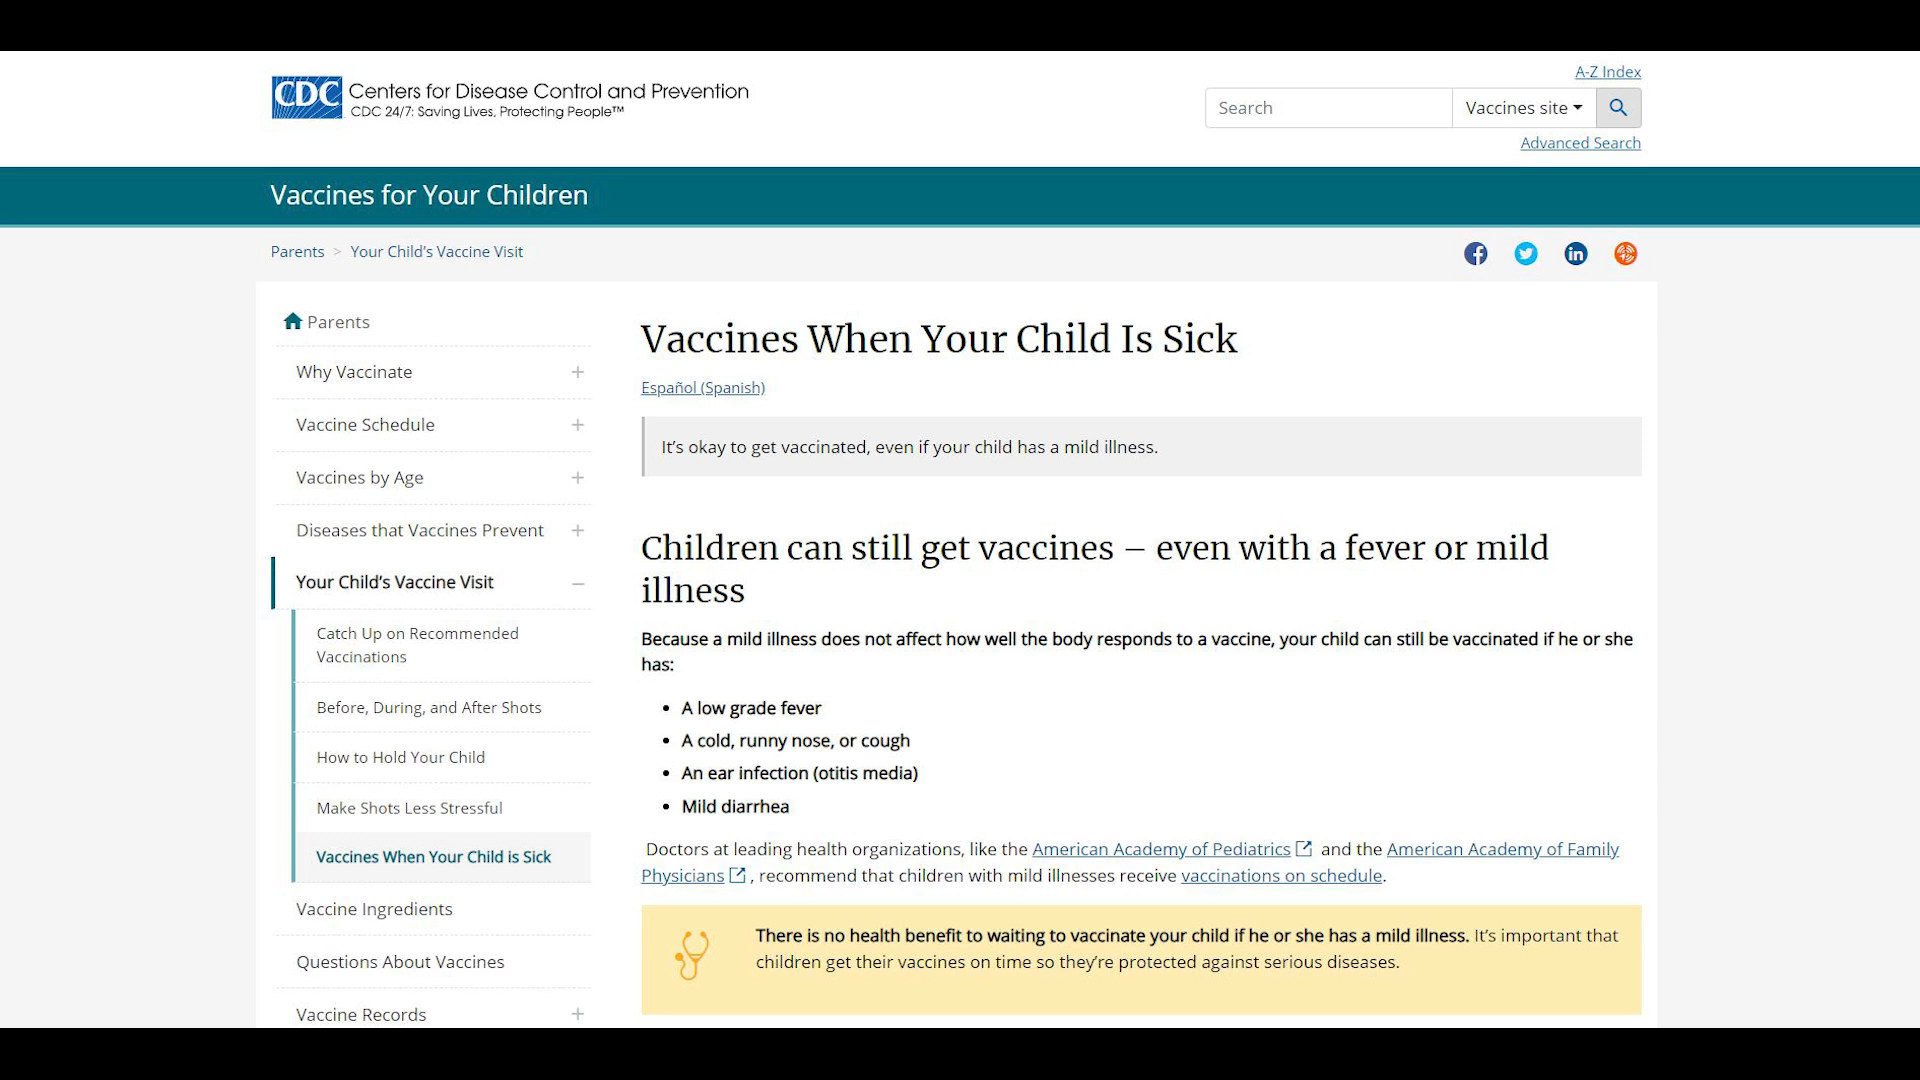 CDC Centers for Disease Control and Prevention
CDC 24/7: Saving Lives, Protecting People™
A-Z Index
Search
Vaccines site
Advanced Search
Vaccines for Your Children
Parents > Your Child's Vaccine Visit
Parents
Why Vaccinate
Vaccine Schedule
Vaccines by Age
Diseases that Vaccines Prevent
Your Child's Vaccine Visit
Catch Up on Recommended
Vaccinations
Before, During, and After Shots
How to Hold Your Child
Make Shots Less Stressful
Vaccines When Your Child is Sick
Vaccine Ingredients
Questions About Vaccines
Vaccine Records
Vaccines When Your Child Is Sick
Español (Spanish)
It's okay to get vaccinated, even if your child has a mild illness.
Children can still get vaccines – even with a fever or mild
illness
Because a mild illness does not affect how well the body responds to a vaccine, your child can still be vaccinated if he or she
has:
• A low grade fever
• A cold, runny nose, or cough
• An ear infection (otitis media)
• Mild diarrhea
Doctors at leading health organizations, like the American Academy of Pediatrics and the American Academy of Family
Physicians , recommend that children with mild illnesses receive vaccinations on schedule.
There is no health benefit to waiting to vaccinate your child if he or she has a mild illness. It's important that
children get their vaccines on time so they're protected against serious diseases.